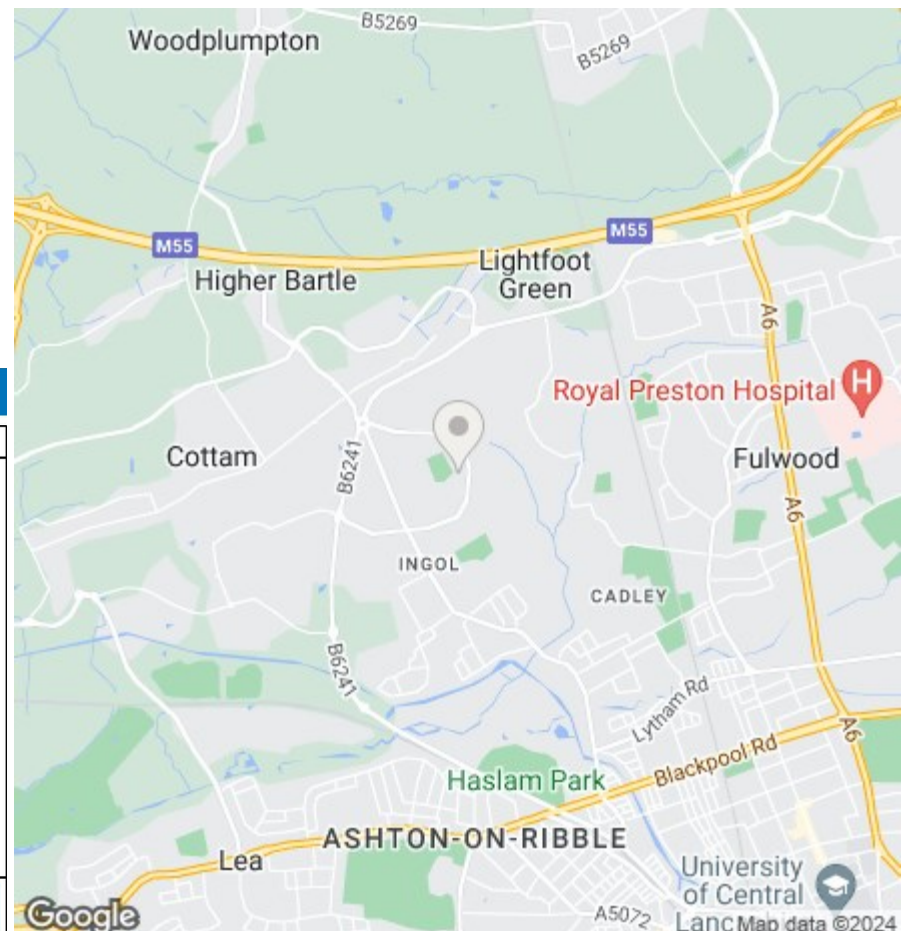 B5269
Woodplumpton
B5269
M55
M55
Lightfoot
Green
Higher Bartle
A6
Royal Preston Hospital
H
Cottam
B6241
Fulwood
A6
INGOL
CADLEY
B6241
Lytham Rd
A6
Blackpool Rd
Haslam Park
ASHTON-ON-RIBBLE
Lea
University
of Central
A5072
Google
Map data ©2024